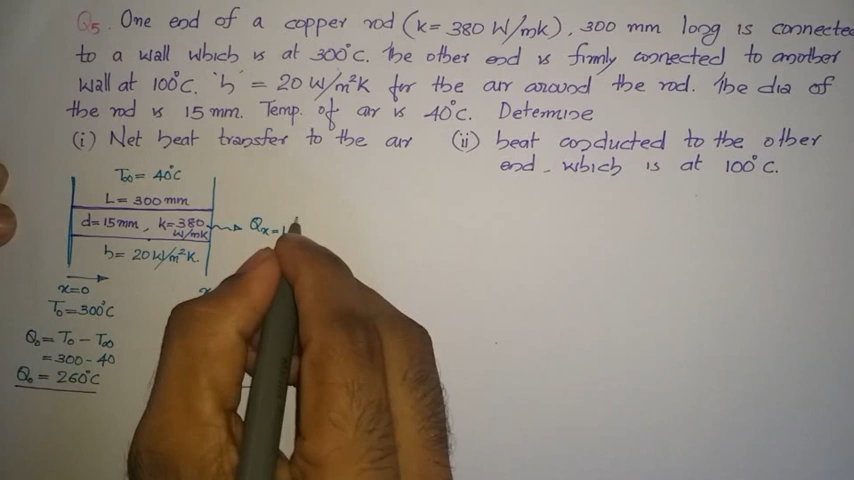 Q5. One end of a copper rod (k = 380 W/mk), 300 mm long is connected
to a wall which is at 300°C. The other end is firmly connected to another
wall at 100°C. 'h' = 20 W/m²K for the air around the rod. The dia of
the rod is 15 mm. Temp. of air is 40°C. Determine
(i) Net heat transfer to the air (ii) heat conducted to the other
end, which is at 100°C.
T∞ = 40°C
L = 300 mm
d = 15 mm, k = 380 W/mk
Qx=L
h = 20 W/m²K.
x=0
T0 = 300°C
θ0 = T0 - T∞
= 300 - 40
θ0 = 260°C